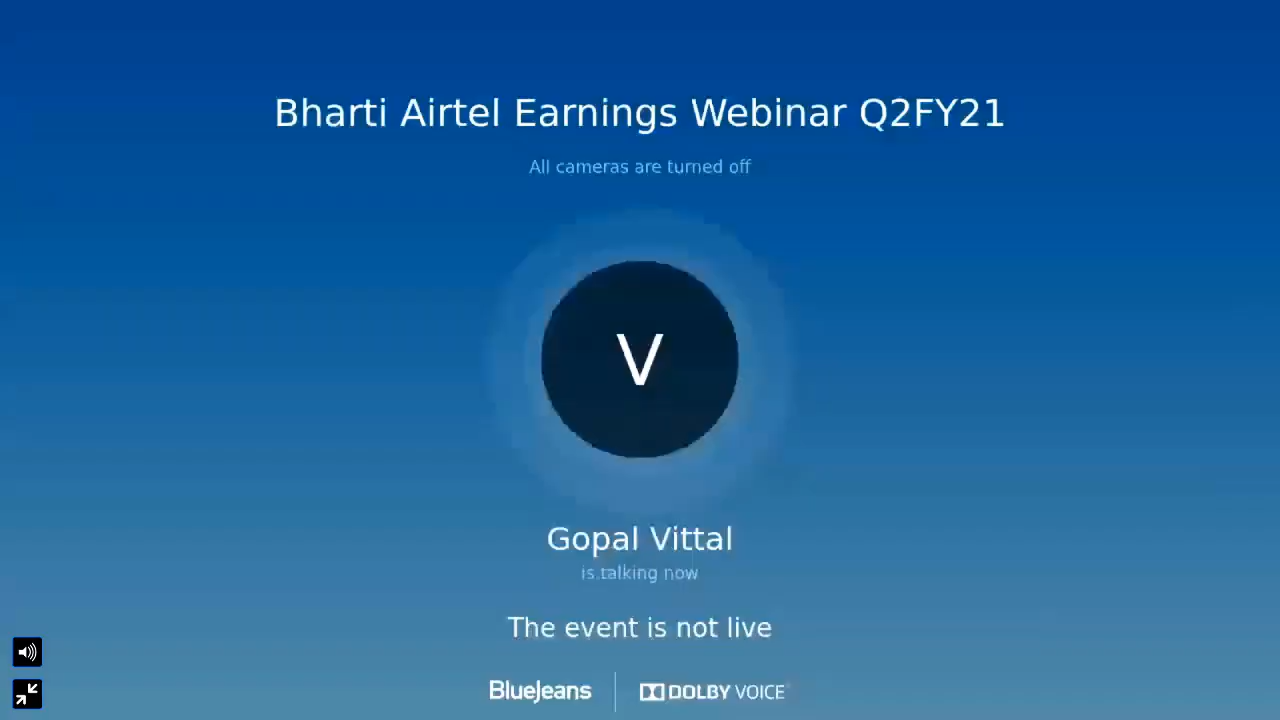 Bharti Airtel Earnings Webinar Q2FY21
All cameras are turned off
V
Gopal Vittal
is talking now
The event is not live
BlueJeans
DOLBY VOICE